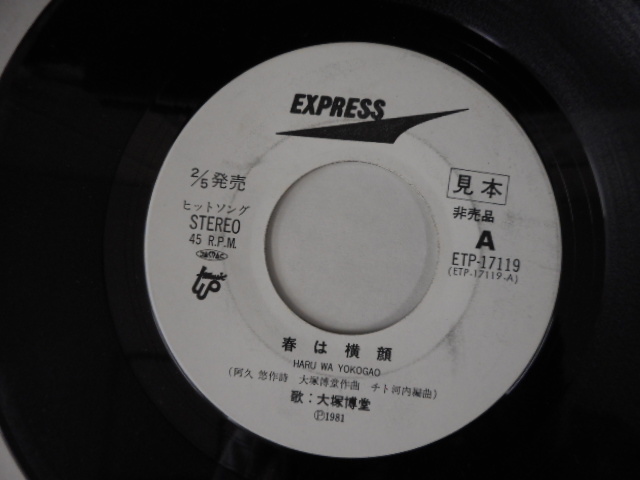 EXPRESS
2/5発売
見本
ヒットソング
非売品
STEREO
A
45 R.P.M.
ETP-17119
(ETP-17119-A)
春は横顔
HARU WA YOKOGAO
(阿久 悠作詩 大塚博堂作曲 チト河内編曲)
歌:大塚博堂
Ⓟ1981